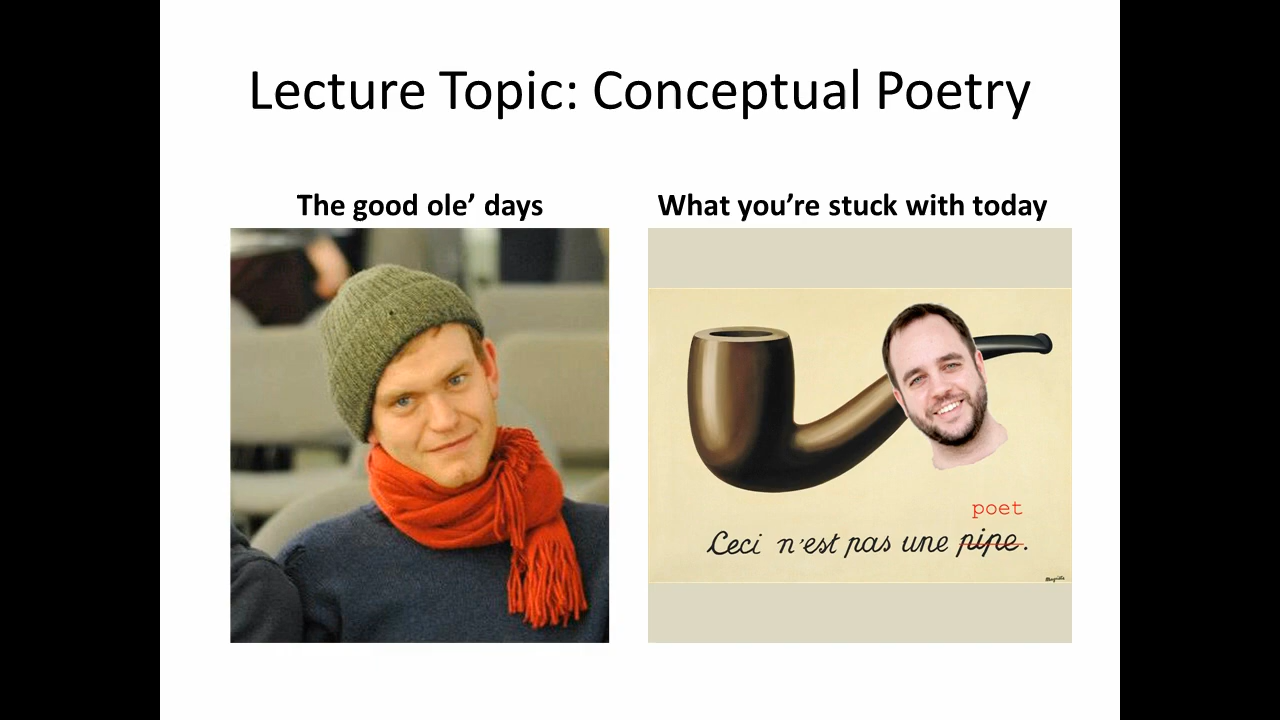 Lecture Topic: Conceptual Poetry
The good ole’ days
What you’re stuck with today
poet
Ceci n’est pas une pipe.